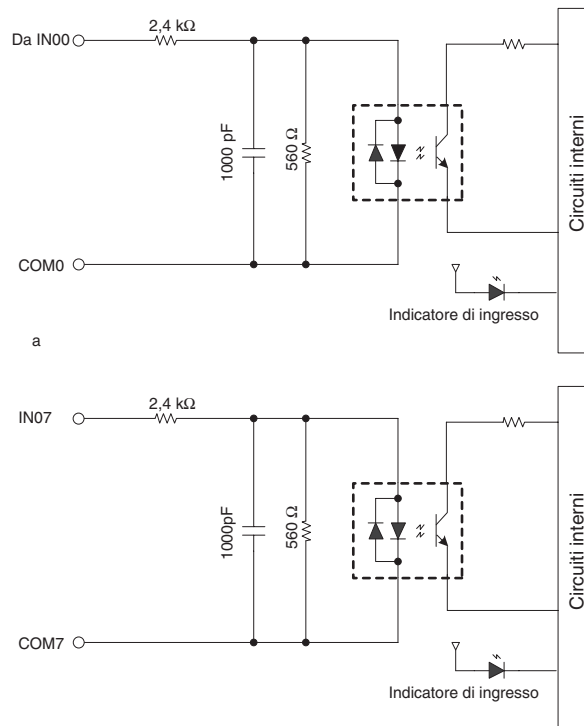 2,4 kΩ
Da IN00
1000 pF
560 Ω
Circuiti interni
COM0
Indicatore di ingresso
a
2,4 kΩ
IN07
1000pF
560 Ω
Circuiti interni
COM7
Indicatore di ingresso